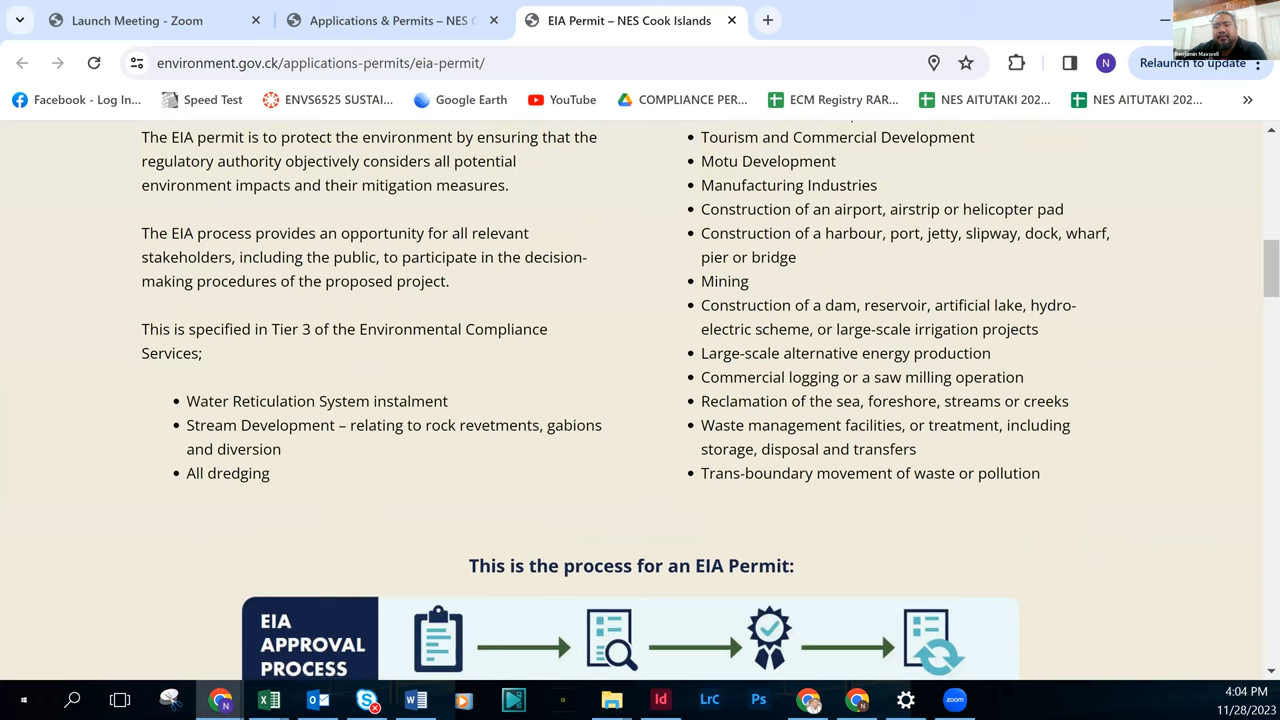 Launch Meeting - Zoom
Applications & Permits – NES C
EIA Permit – NES Cook Islands
Benjamin Maxwell
environment.gov.ck/applications-permits/eia-permit/
N
Relaunch to update
Facebook - Log In...
Speed Test
ENVS6525 SUSTAI...
Google Earth
YouTube
COMPLIANCE PER...
ECM Registry RAR...
NES AITUTAKI 202...
NES AITUTAKI 202...
The EIA permit is to protect the environment by ensuring that the
regulatory authority objectively considers all potential
environment impacts and their mitigation measures.
The EIA process provides an opportunity for all relevant
stakeholders, including the public, to participate in the decision-
making procedures of the proposed project.
This is specified in Tier 3 of the Environmental Compliance
Services;
Water Reticulation System instalment
Stream Development – relating to rock revetments, gabions
and diversion
All dredging
Tourism and Commercial Development
Motu Development
Manufacturing Industries
Construction of an airport, airstrip or helicopter pad
Construction of a harbour, port, jetty, slipway, dock, wharf,
pier or bridge
Mining
Construction of a dam, reservoir, artificial lake, hydro-
electric scheme, or large-scale irrigation projects
Large-scale alternative energy production
Commercial logging or a saw milling operation
Reclamation of the sea, foreshore, streams or creeks
Waste management facilities, or treatment, including
storage, disposal and transfers
Trans-boundary movement of waste or pollution
This is the process for an EIA Permit:
EIA
APPROVAL
PROCESS
Id
LrC
Ps
zoom
4:04 PM
11/28/2023